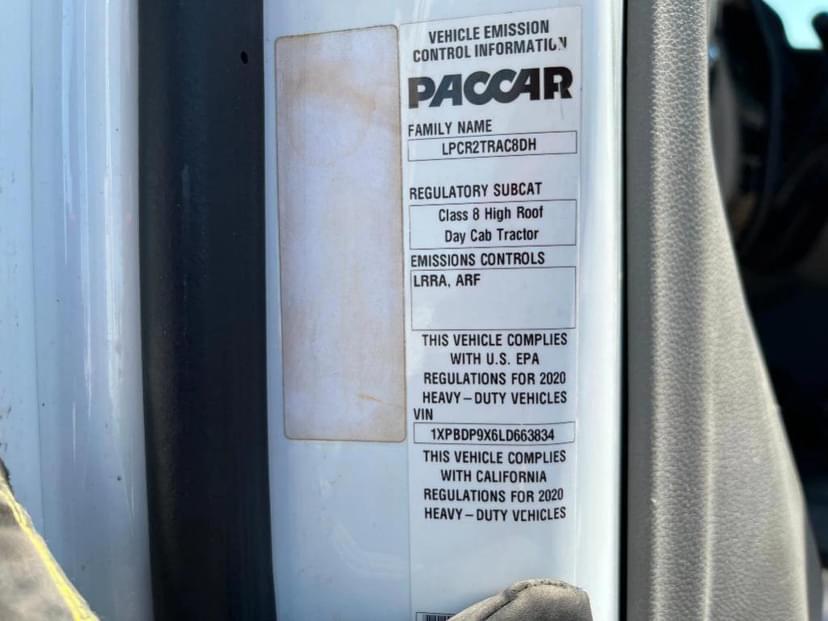 VEHICLE EMISSION
CONTROL INFORMATION
PACCAR
FAMILY NAME
LPCR2TRAC8DH
REGULATORY SUBCAT
Class 8 High Roof
Day Cab Tractor
EMISSIONS CONTROLS
LRRA, ARF
THIS VEHICLE COMPLIES
WITH U.S. EPA
REGULATIONS FOR 2020
HEAVY-DUTY VEHICLES
VIN
1XPBDP9X6LD663834
THIS VEHICLE COMPLIES
WITH CALIFORNIA
REGULATIONS FOR 2020
HEAVY-DUTY VEHICLES